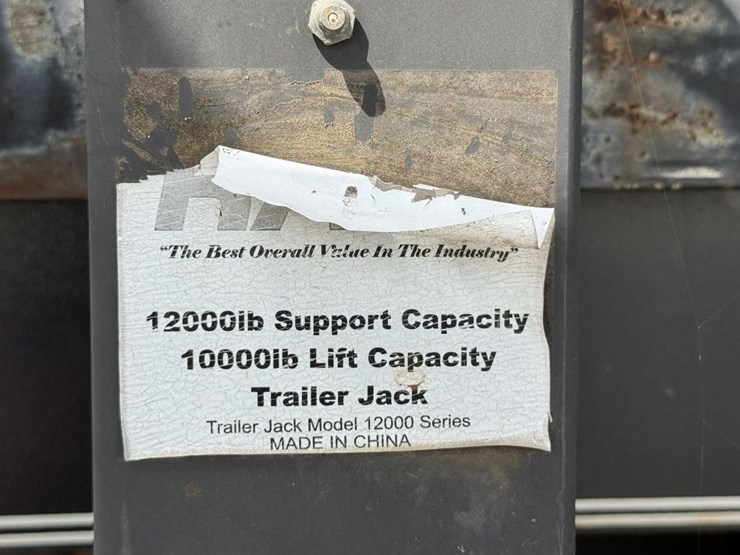 "The Best Overall Value In The Industry"
12000lb Support Capacity
10000lb Lift Capacity
Trailer Jack
Trailer Jack Model 12000 Series
MADE IN CHINA